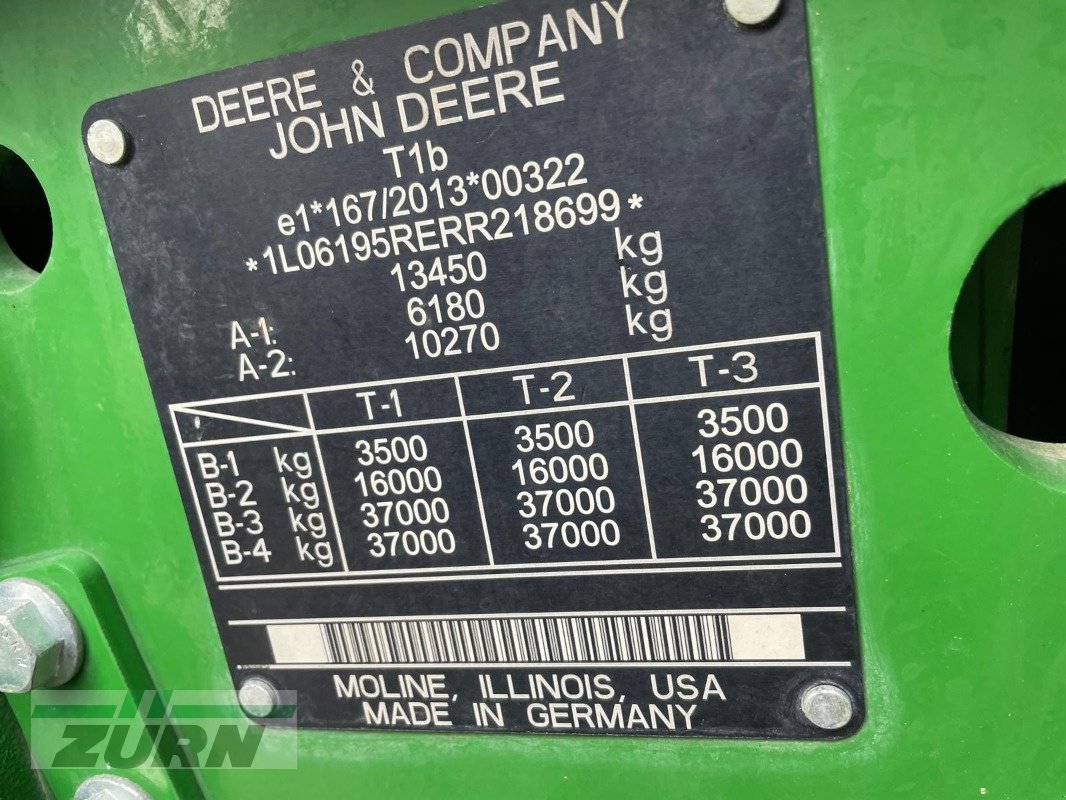 DEERE & COMPANY
JOHN DEERE
T1b
e1*167/2013*00322
*1L06195RERR218699*
13450 kg
A-1: 6180 kg
A-2: 10270 kg
T-1 T-2 T-3
B-1 kg 3500 3500 3500
B-2 kg 16000 16000 16000
B-3 kg 37000 37000 37000
B-4 kg 37000 37000 37000
MOLINE, ILLINOIS, USA
MADE IN GERMANY
ZÜRN